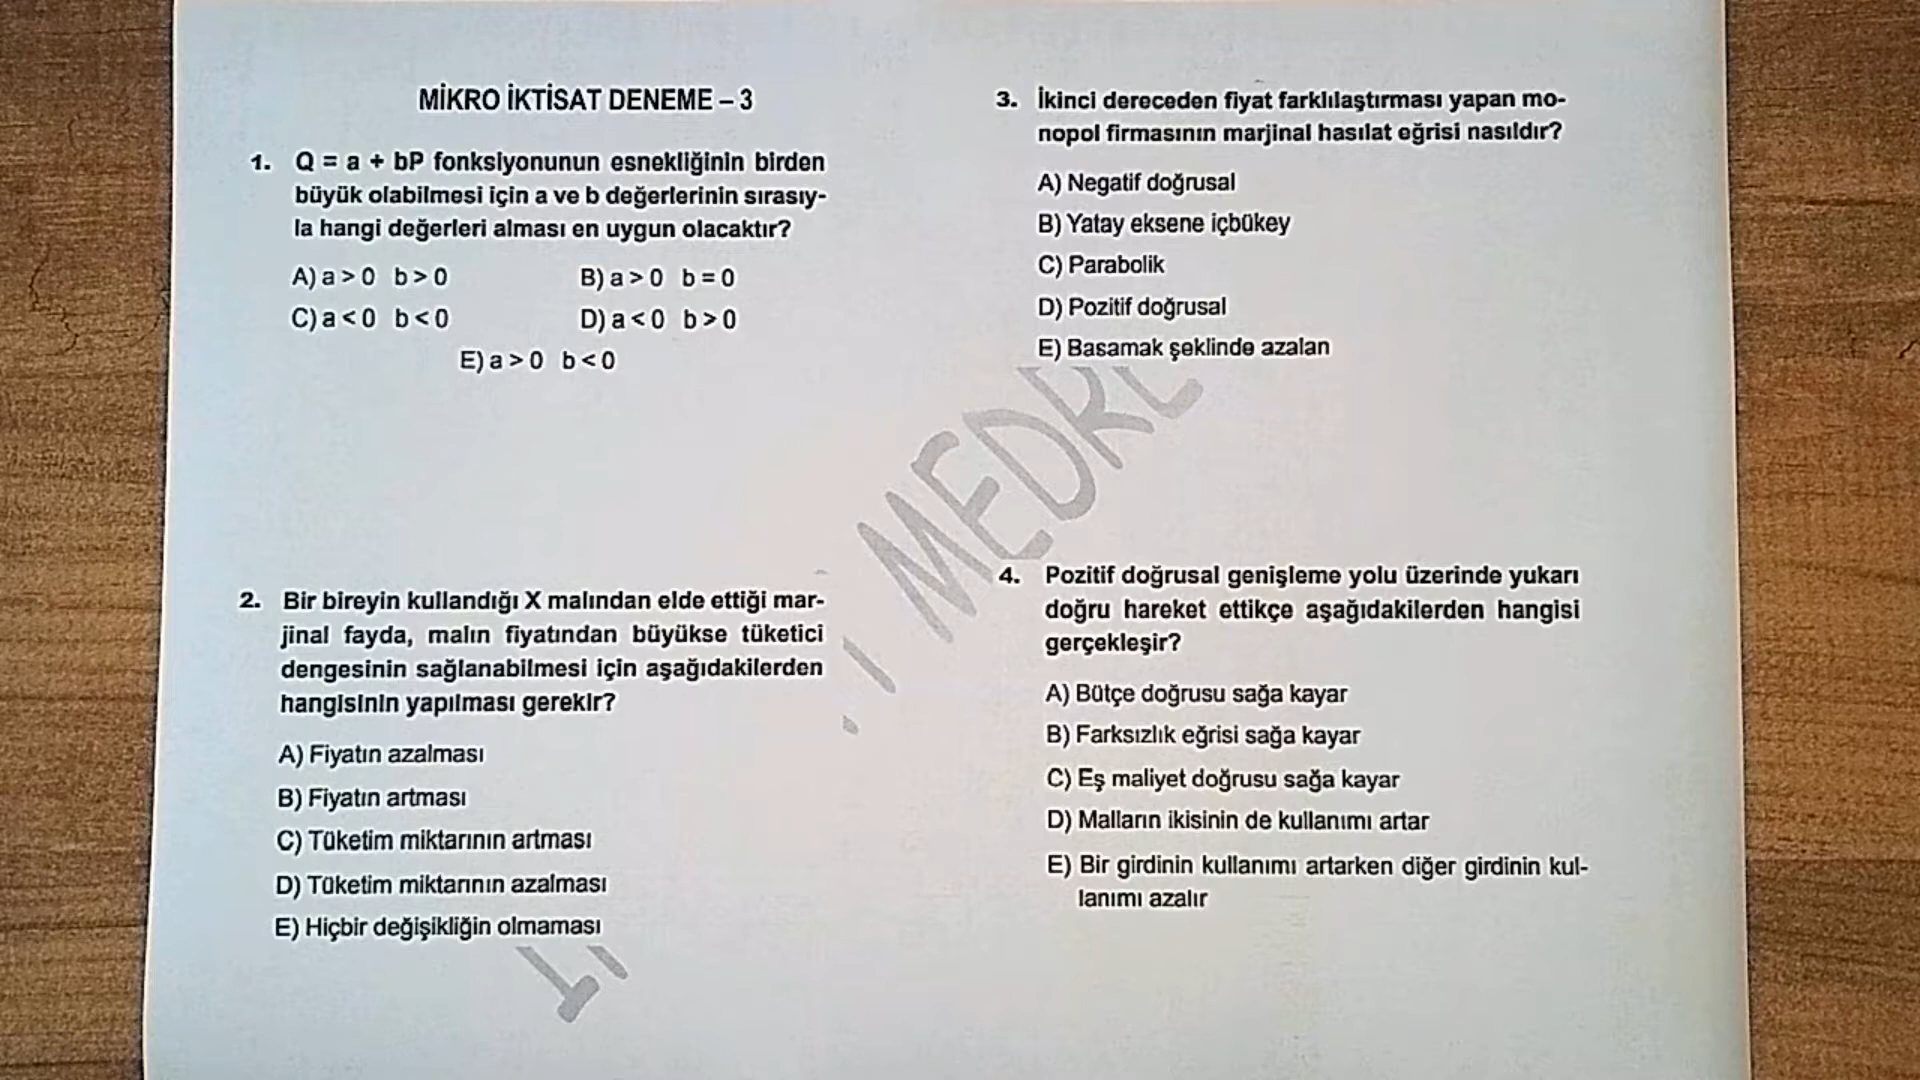 MİKRO İKTİSAT DENEME – 3
1. Q = a + bP fonksiyonunun esnekliğinin birden
büyük olabilmesi için a ve b değerlerinin sırasıy-
la hangi değerleri alması en uygun olacaktır?
A) a > 0 b > 0 B) a > 0 b = 0
C) a < 0 b < 0 D) a < 0 b > 0
E) a > 0 b < 0
2. Bir bireyin kullandığı X malından elde ettiği mar-
jinal fayda, malın fiyatından büyükse tüketici
dengesinin sağlanabilmesi için aşağıdakilerden
hangisinin yapılması gerekir?
A) Fiyatın azalması
B) Fiyatın artması
C) Tüketim miktarının artması
D) Tüketim miktarının azalması
E) Hiçbir değişikliğin olmaması
3. İkinci dereceden fiyat farklılaştırması yapan mo-
nopol firmasının marjinal hasılat eğrisi nasıldır?
A) Negatif doğrusal
B) Yatay eksene içbükey
C) Parabolik
D) Pozitif doğrusal
E) Basamak şeklinde azalan
4. Pozitif doğrusal genişleme yolu üzerinde yukarı
doğru hareket ettikçe aşağıdakilerden hangisi
gerçekleşir?
A) Bütçe doğrusu sağa kayar
B) Farksızlık eğrisi sağa kayar
C) Eş maliyet doğrusu sağa kayar
D) Malların ikisinin de kullanımı artar
E) Bir girdinin kullanımı artarken diğer girdinin kul-
lanımı azalır